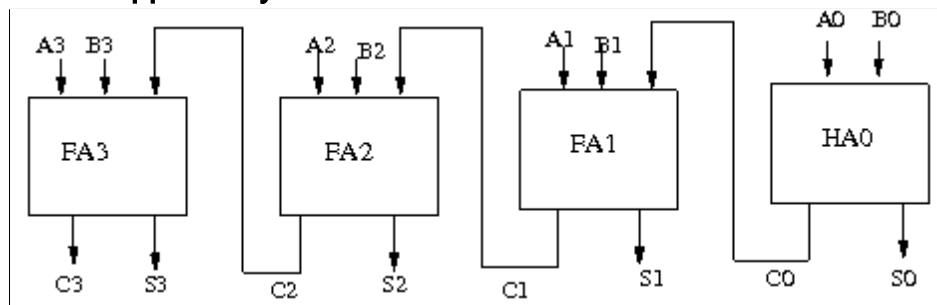 A3 B3 A2 B2 A1 B1 A0 B0
FA3 FA2 FA1 HA0
C3 S3 C2 S2 C1 S1 C0 S0